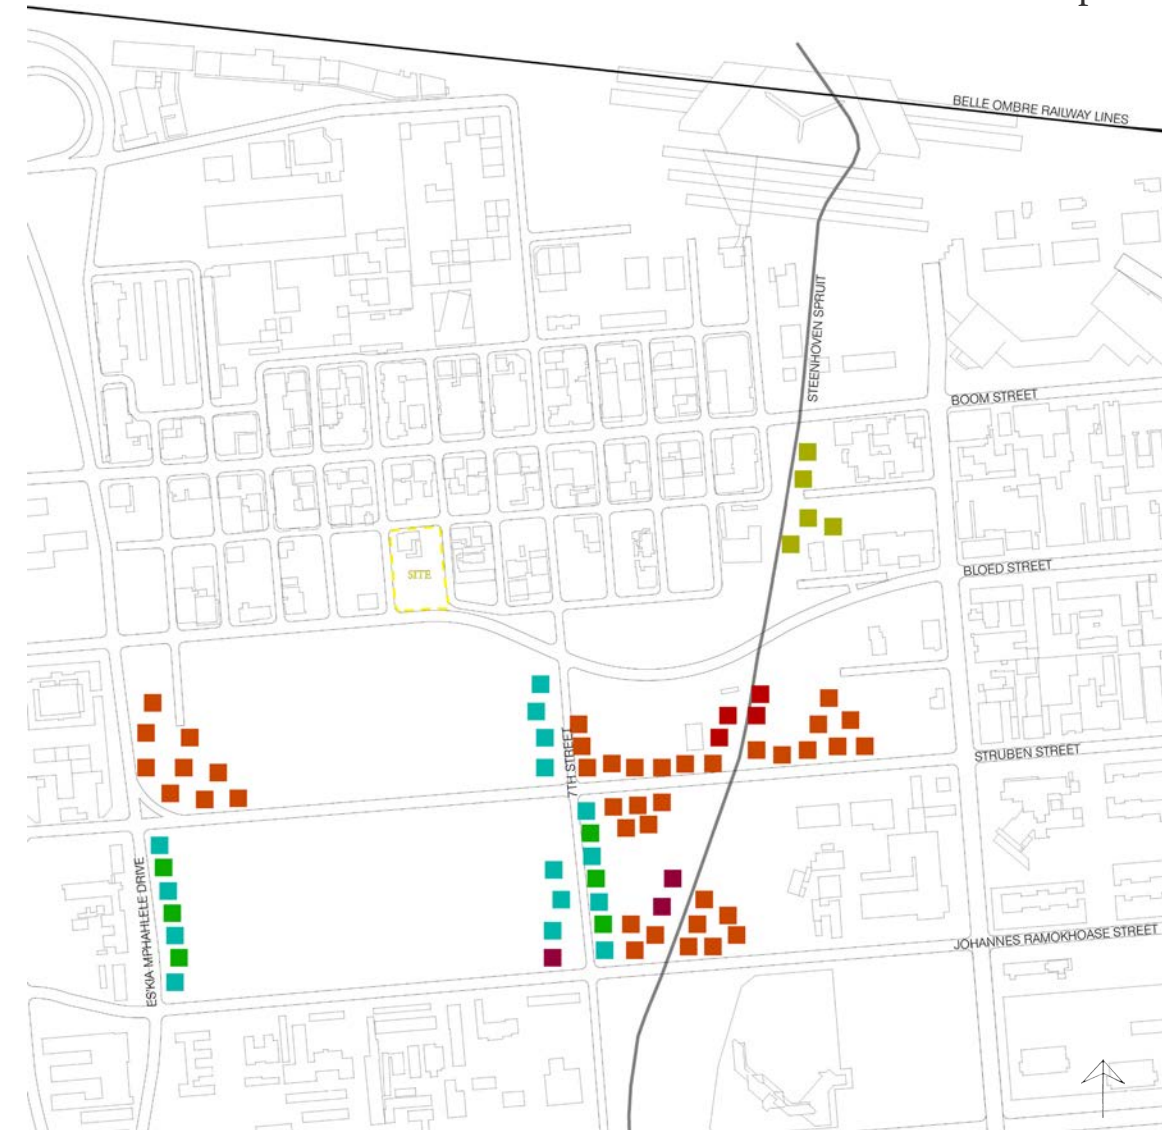 BELLE OMBRE RAILWAY LINES
STEENHOVEN SPRUIT
BOOM STREET
BLOED STREET
SITE
7TH STREET
STRUBEN STREET
ES'KIA MPHAHLELE DRIVE
JOHANNES RAMOKHOASE STREET